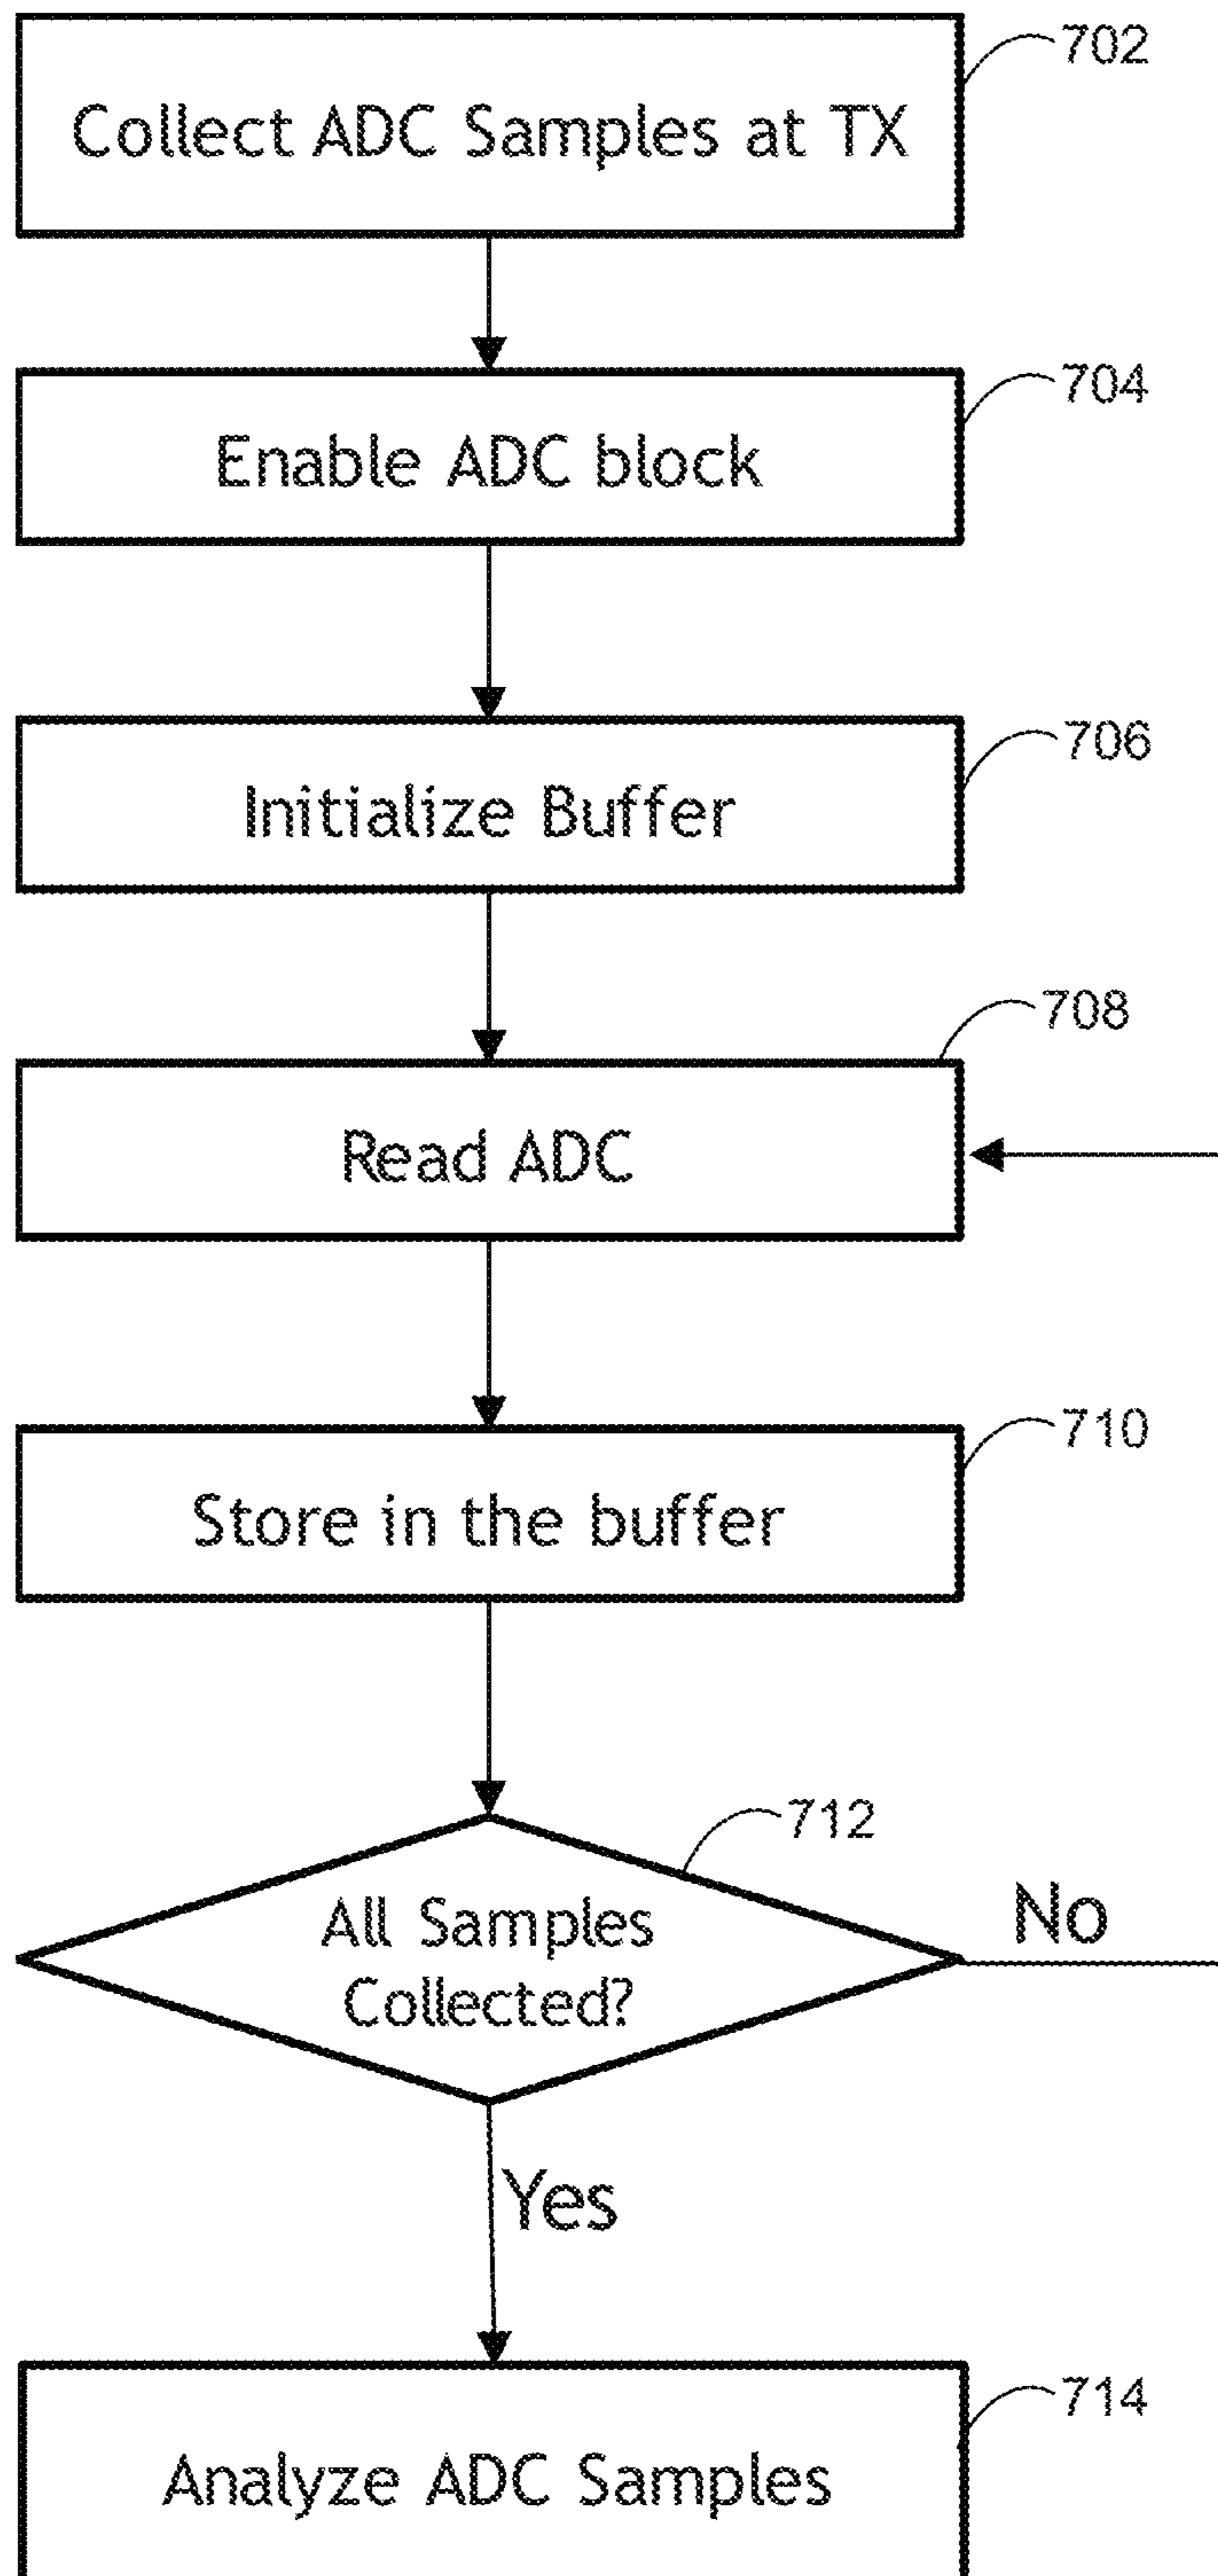 702
Collect ADC Samples at TX
704
Enable ADC block
706
Initialize Buffer
708
Read ADC
710
Store in the buffer
712
All Samples
Collected?
No
Yes
714
Analyze ADC Samples